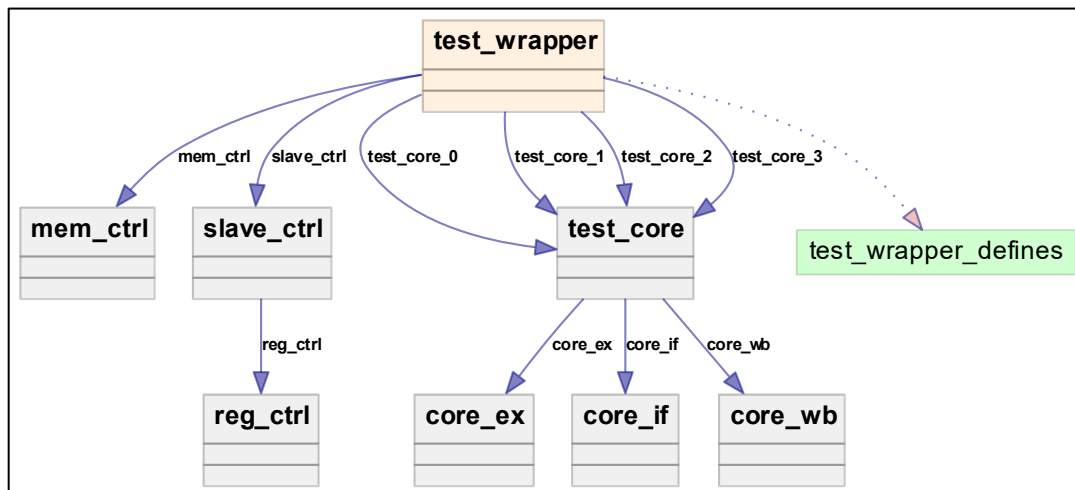 test_wrapper
mem_ctrl
slave_ctrl
test_core_0
test_core_1
test_core_2
test_core_3
mem_ctrl
slave_ctrl
test_core
test_wrapper_defines
reg_ctrl
core_ex
core_if
core_wb
reg_ctrl
core_ex
core_if
core_wb